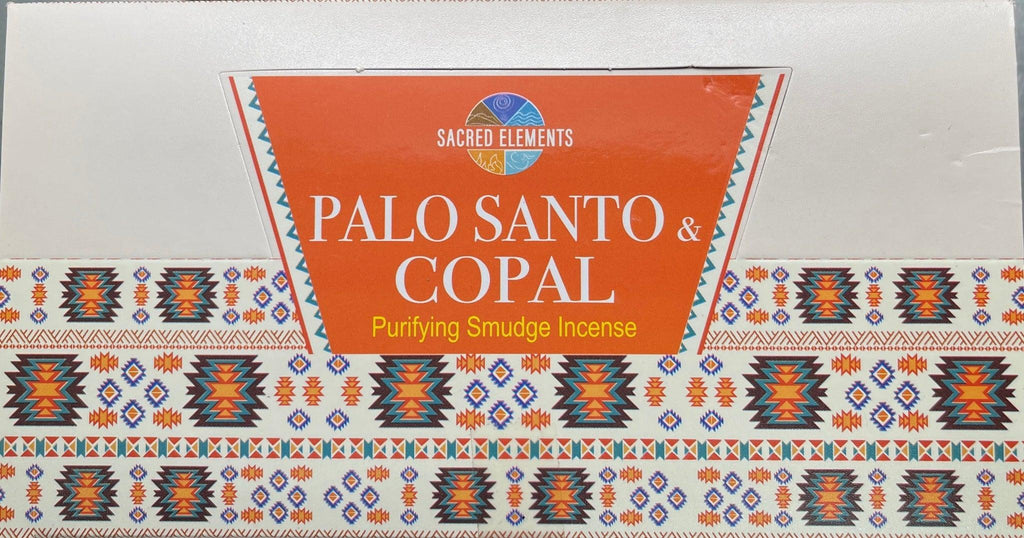 SACRED ELEMENTS
PALO SANTO &
COPAL
Purifying Smudge Incense